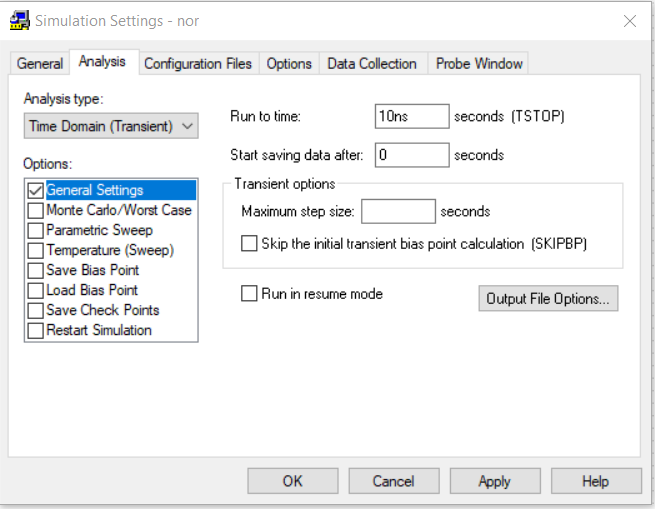 Simulation Settings - nor
General Analysis Configuration Files Options Data Collection Probe Window
Analysis type:
Time Domain (Transient)
Options:
General Settings
Monte Carlo/Worst Case
Parametric Sweep
Temperature (Sweep)
Save Bias Point
Load Bias Point
Save Check Points
Restart Simulation
Run to time: 10ns seconds (TSTOP)
Start saving data after: 0 seconds
Transient options
Maximum step size: seconds
Skip the initial transient bias point calculation (SKIPBP)
Run in resume mode
Output File Options...
OK Cancel Apply Help